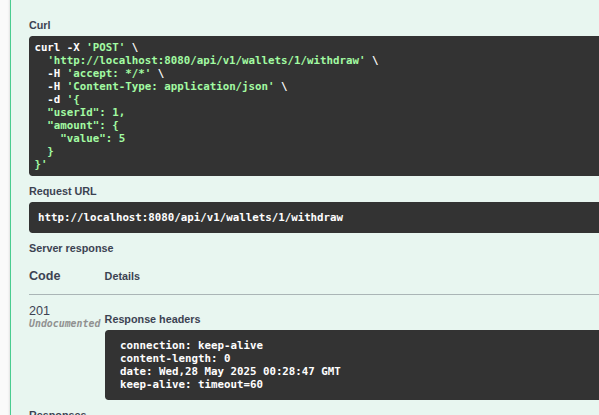 Curl
curl -X 'POST' \
'http://localhost:8080/api/v1/wallets/1/withdraw' \
-H 'accept: */*' \
-H 'Content-Type: application/json' \
-d '{
"userId": 1,
"amount": {
"value": 5
}
}'
Request URL
http://localhost:8080/api/v1/wallets/1/withdraw
Server response
Code Details
201
Undocumented
Response headers
connection: keep-alive
content-length: 0
date: Wed,28 May 2025 00:28:47 GMT
keep-alive: timeout=60
Responses